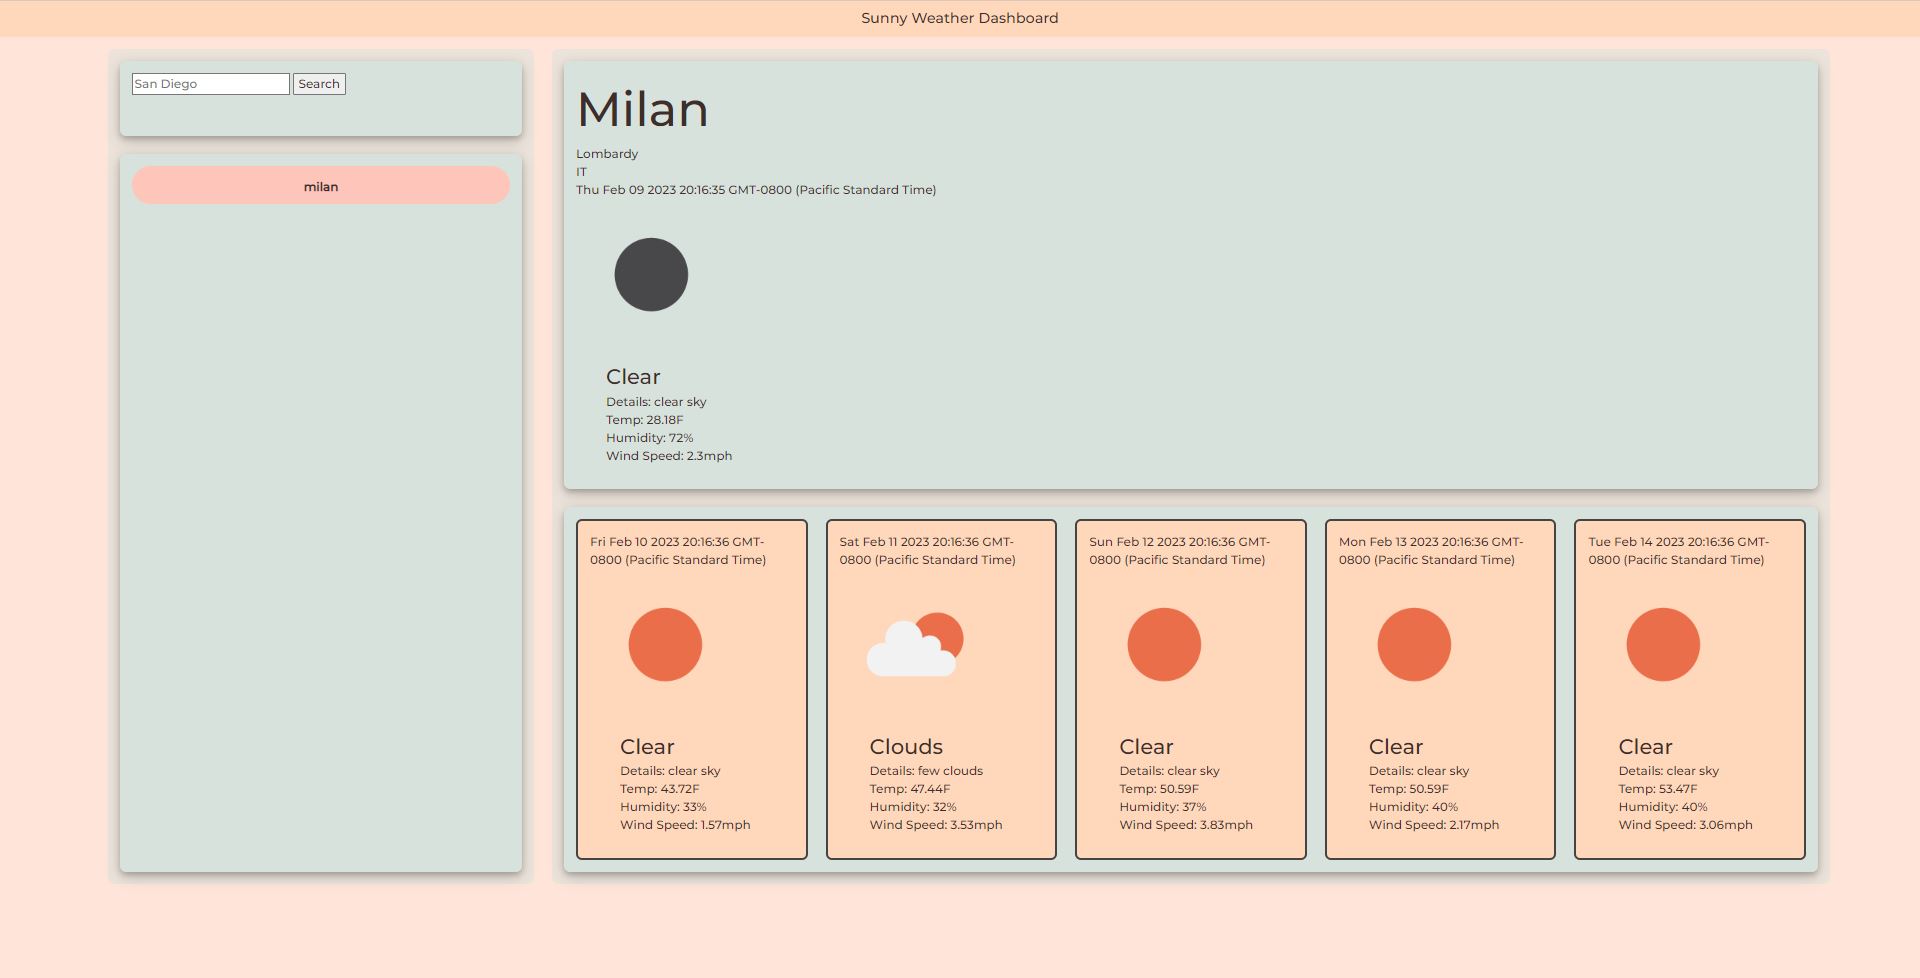 Sunny Weather Dashboard
San Diego
Search
milan
Milan
Lombardy
IT
Thu Feb 09 2023 20:16:35 GMT-0800 (Pacific Standard Time)
Clear
Details: clear sky
Temp: 28.18F
Humidity: 72%
Wind Speed: 2.3mph
Fri Feb 10 2023 20:16:36 GMT-
0800 (Pacific Standard Time)
Clear
Details: clear sky
Temp: 43.72F
Humidity: 33%
Wind Speed: 1.57mph
Sat Feb 11 2023 20:16:36 GMT-
0800 (Pacific Standard Time)
Clouds
Details: few clouds
Temp: 47.44F
Humidity: 32%
Wind Speed: 3.53mph
Sun Feb 12 2023 20:16:36 GMT-
0800 (Pacific Standard Time)
Clear
Details: clear sky
Temp: 50.59F
Humidity: 37%
Wind Speed: 3.83mph
Mon Feb 13 2023 20:16:36 GMT-
0800 (Pacific Standard Time)
Clear
Details: clear sky
Temp: 50.59F
Humidity: 40%
Wind Speed: 2.17mph
Tue Feb 14 2023 20:16:36 GMT-
0800 (Pacific Standard Time)
Clear
Details: clear sky
Temp: 53.47F
Humidity: 40%
Wind Speed: 3.06mph